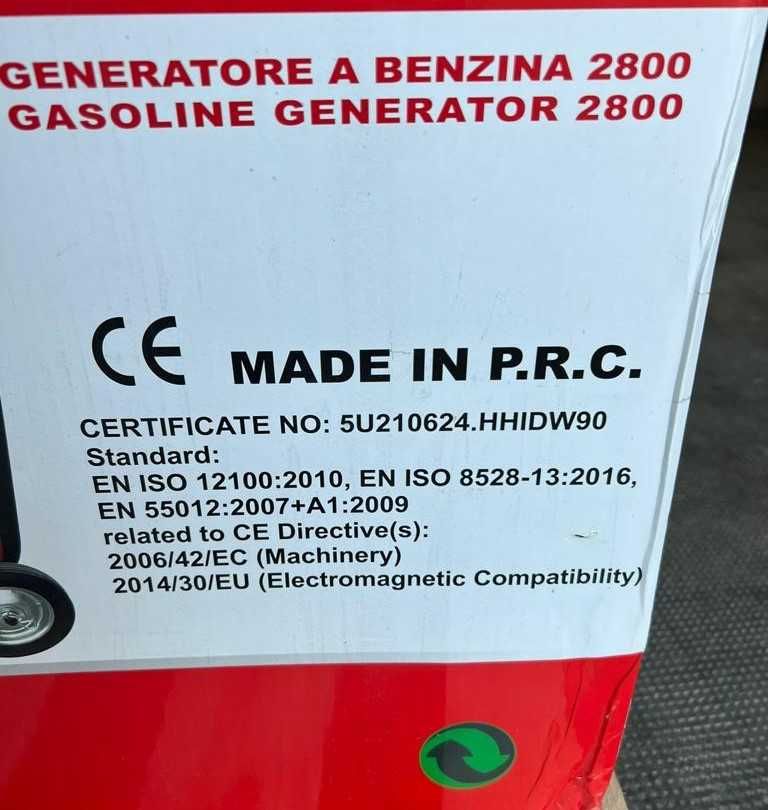 GENERATORE A BENZINA 2800
GASOLINE GENERATOR 2800
CE MADE IN P.R.C.
CERTIFICATE NO: 5U210624.HHIDW90
Standard:
EN ISO 12100:2010, EN ISO 8528-13:2016,
EN 55012:2007+A1:2009
related to CE Directive(s):
2006/42/EC (Machinery)
2014/30/EU (Electromagnetic Compatibility)